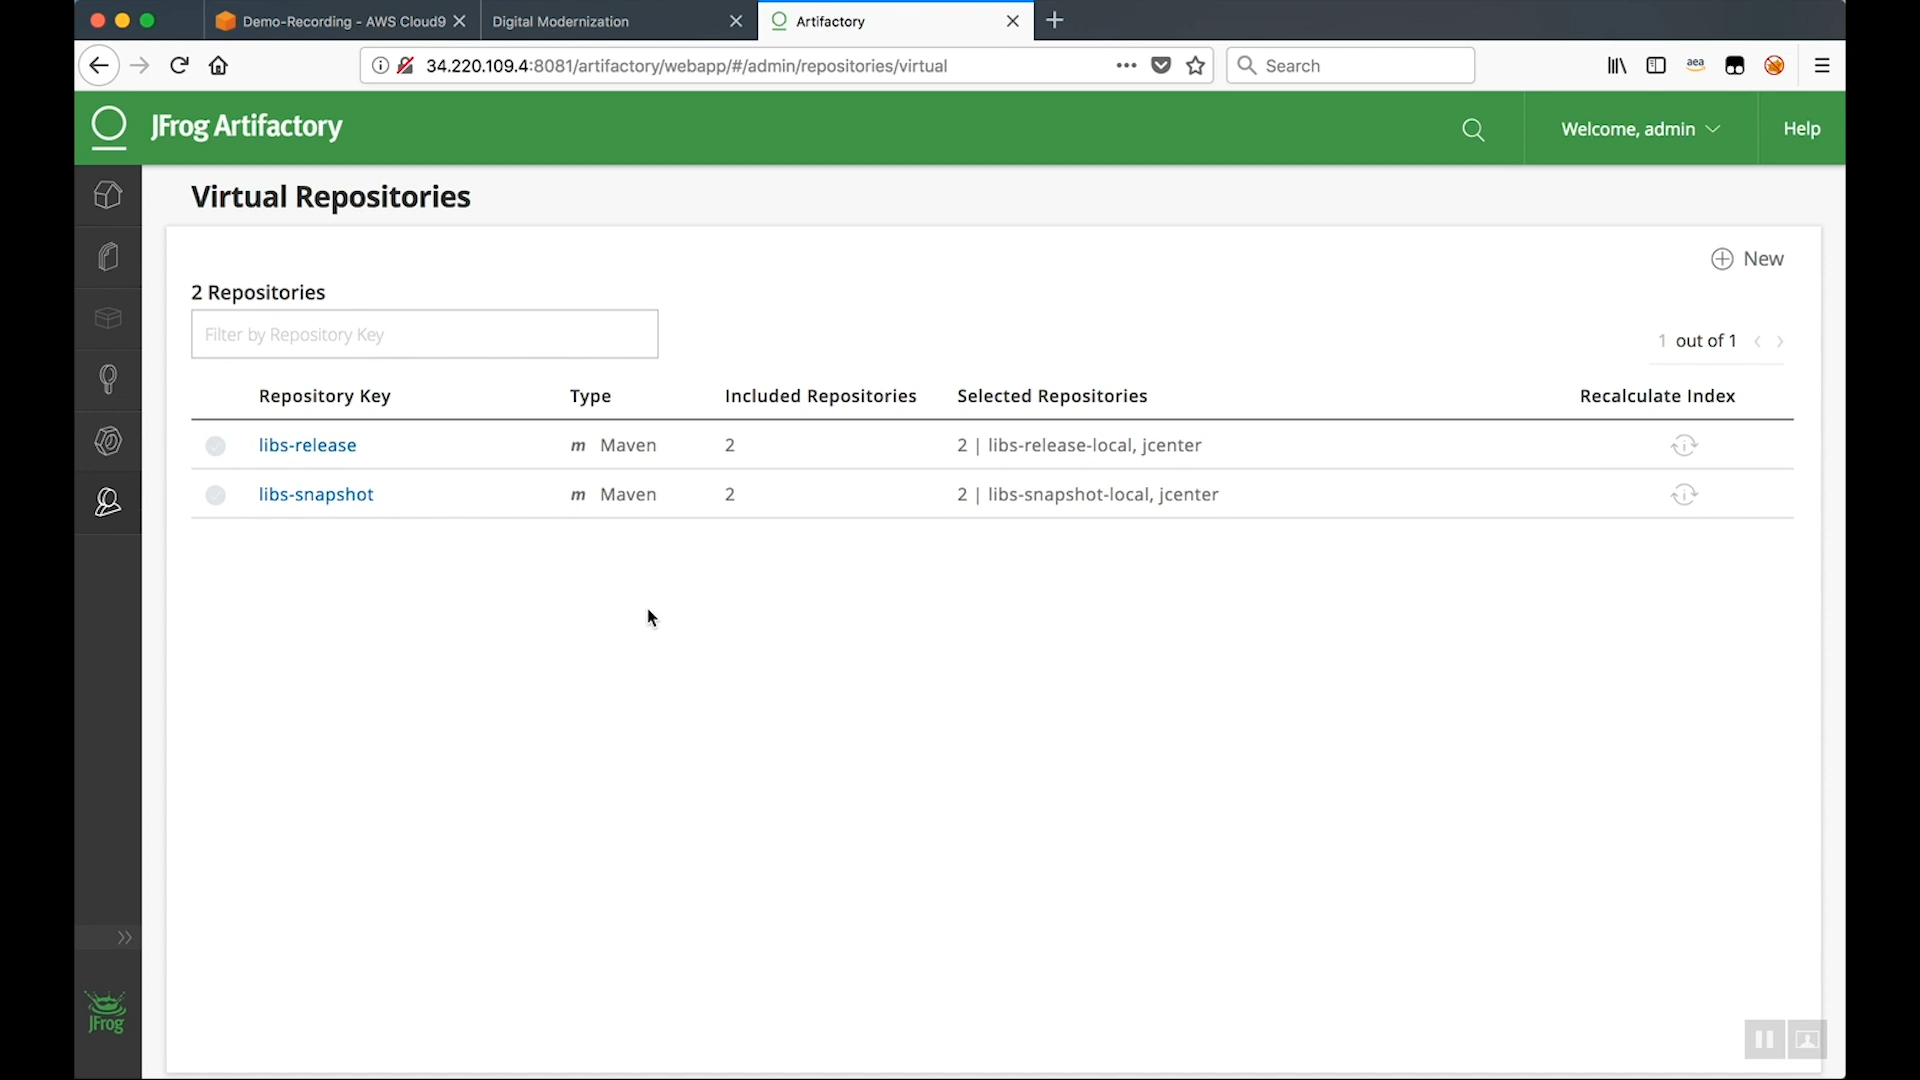 Demo-Recording - AWS Cloud9
Digital Modernization
Artifactory
34.220.109.4:8081/artifactory/webapp/#/admin/repositories/virtual
Search
aea
JFrog Artifactory
Welcome, admin
Help
Virtual Repositories
New
2 Repositories
Filter by Repository Key
1 out of 1
Repository Key Type Included Repositories Selected Repositories Recalculate Index
libs-release m Maven 2 2 | libs-release-local, jcenter
libs-snapshot m Maven 2 2 | libs-snapshot-local, jcenter
JFrog